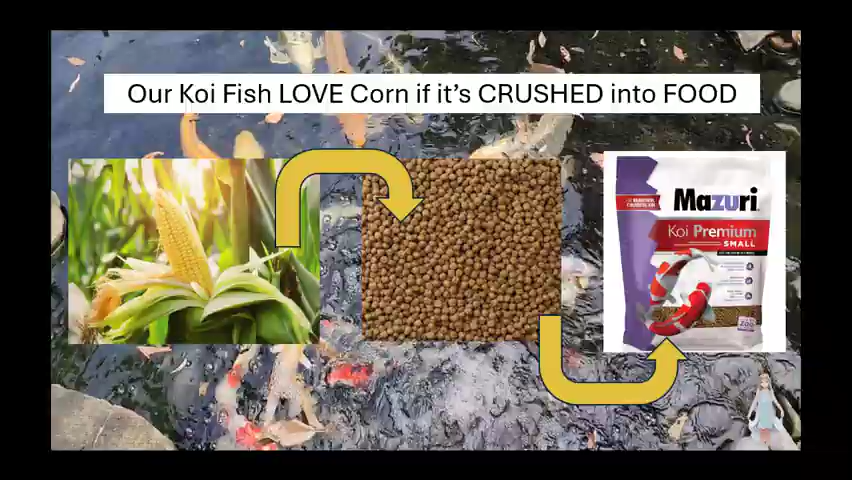 Our Koi Fish LOVE Corn if it’s CRUSHED into FOOD
Mazuri
Koi Premium
SMALL